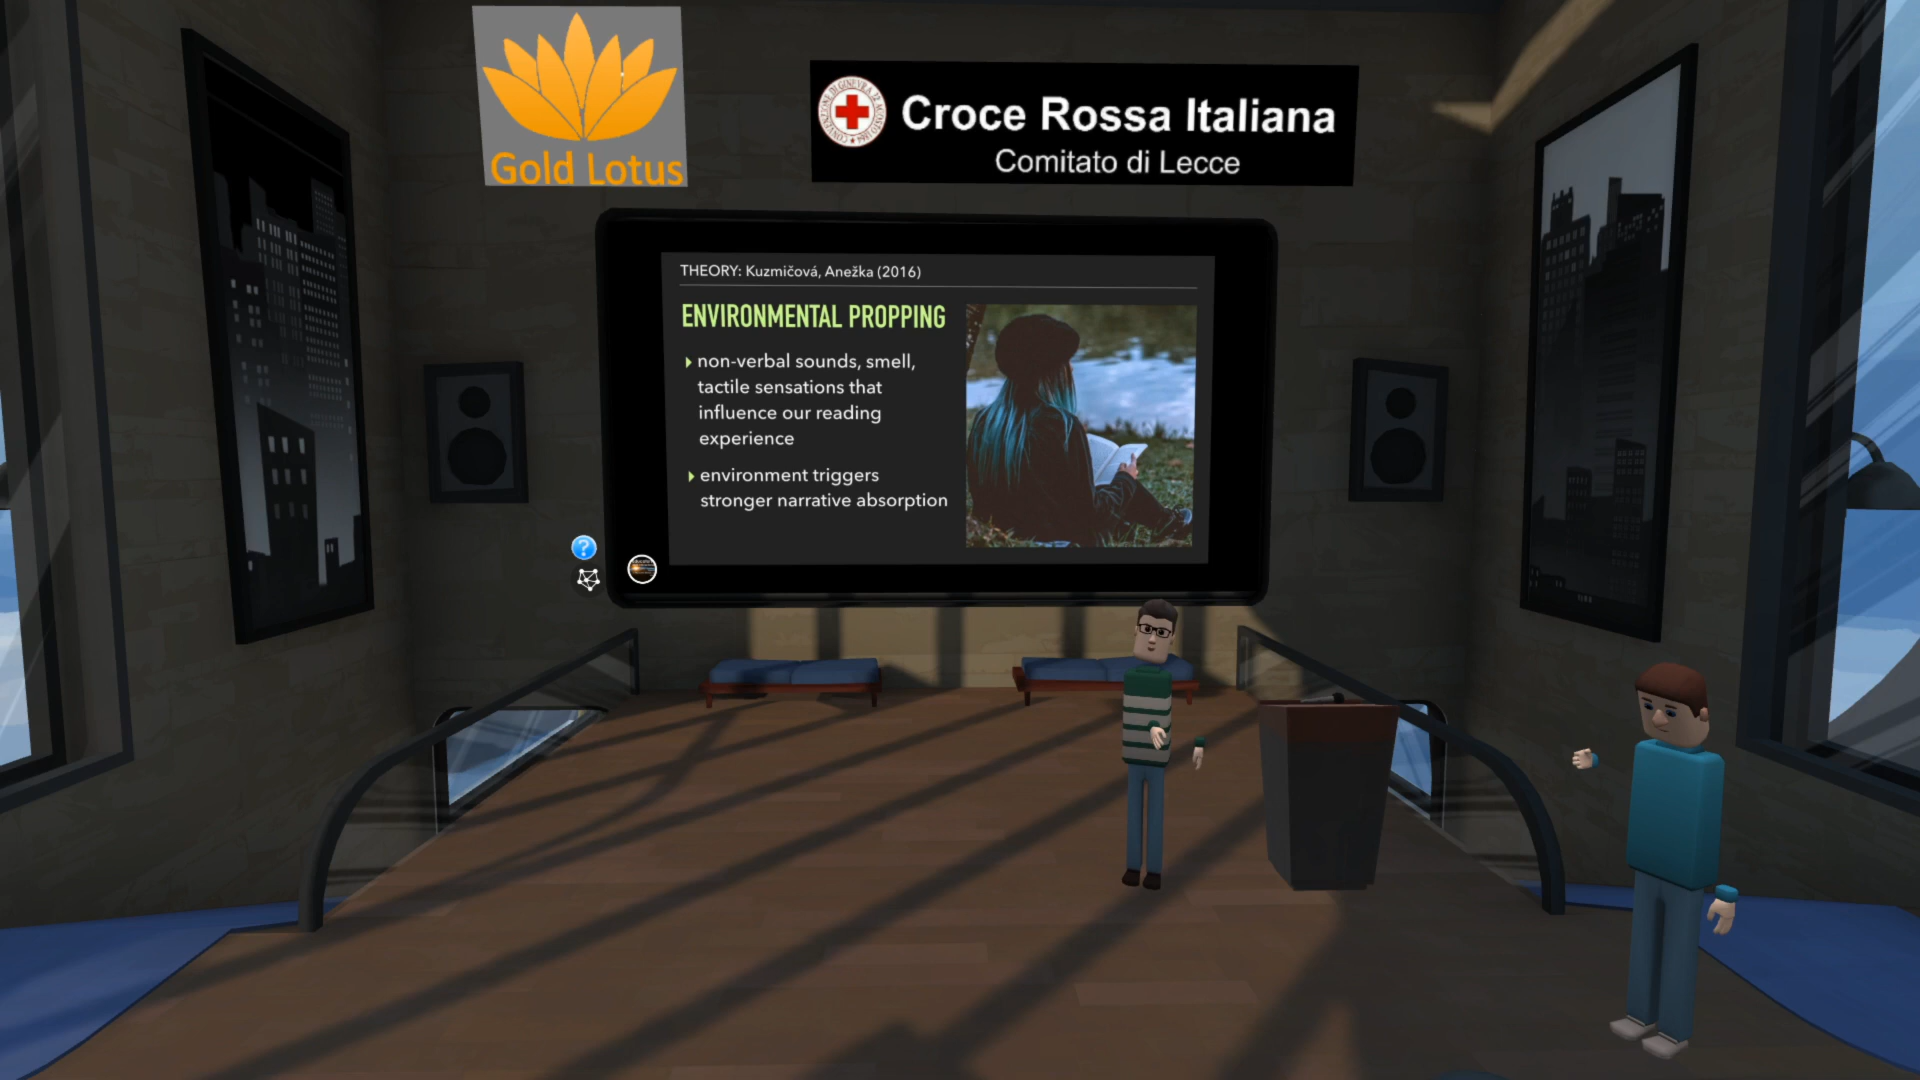 Gold Lotus
Croce Rossa Italiana
Comitato di Lecce
THEORY: Kuzmičová, Anežka (2016)
ENVIRONMENTAL PROPPING
non-verbal sounds, smell,
tactile sensations that
influence our reading
experience
environment triggers
stronger narrative absorption
?